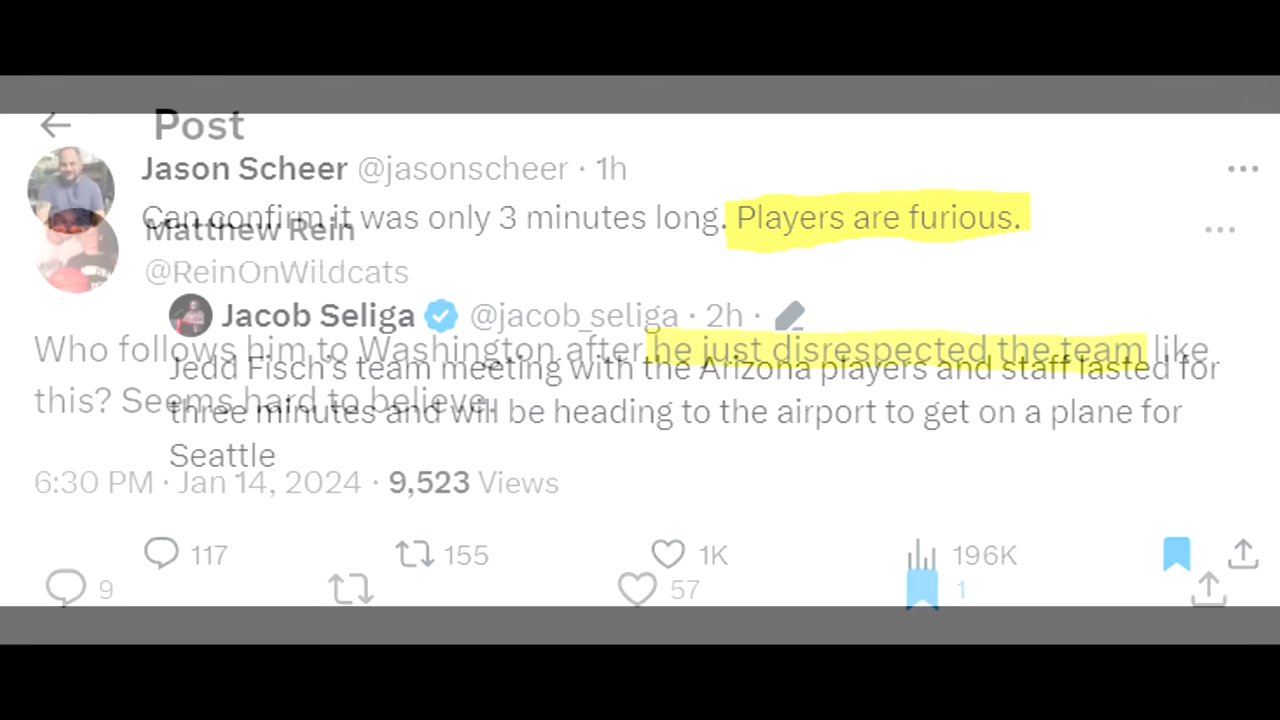 Post
Jason Scheer @jasonscheer · 1h
Can confirm it was only 3 minutes long. Players are furious.
Matthew Rein
@ReinOnWildcats
Jacob Seliga @jacob_seliga · 2h ·
Who follows him to Washington after he just disrespected the team like
Jedd Fisch's team meeting with the Arizona players and staff lasted for
this? Seems hard to believe.
three minutes and will be heading to the airport to get on a plane for
Seattle
6:30 PM · Jan 14, 2024 · 9,523 Views
117 155 1K 196K
9 57 1